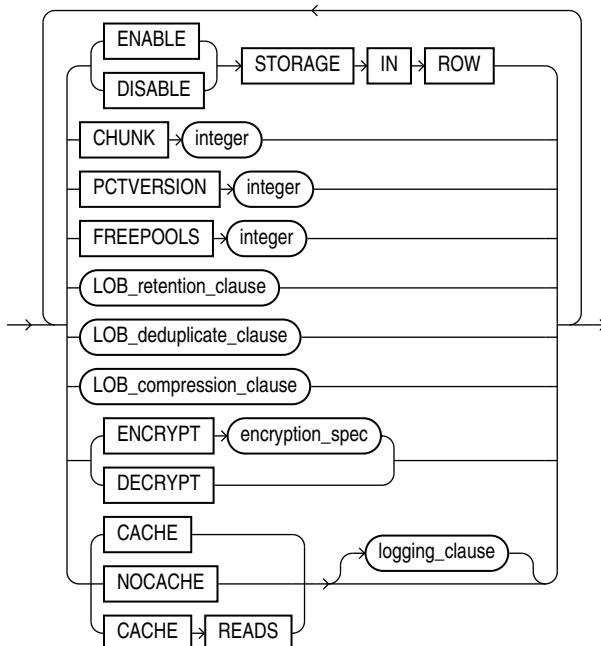 ENABLE
DISABLE
STORAGE IN ROW
CHUNK integer
PCTVERSION integer
FREEPOOLS integer
LOB_retention_clause
LOB_deduplicate_clause
LOB_compression_clause
ENCRYPT encryption_spec
DECRYPT
CACHE
NOCACHE
CACHE READS
logging_clause